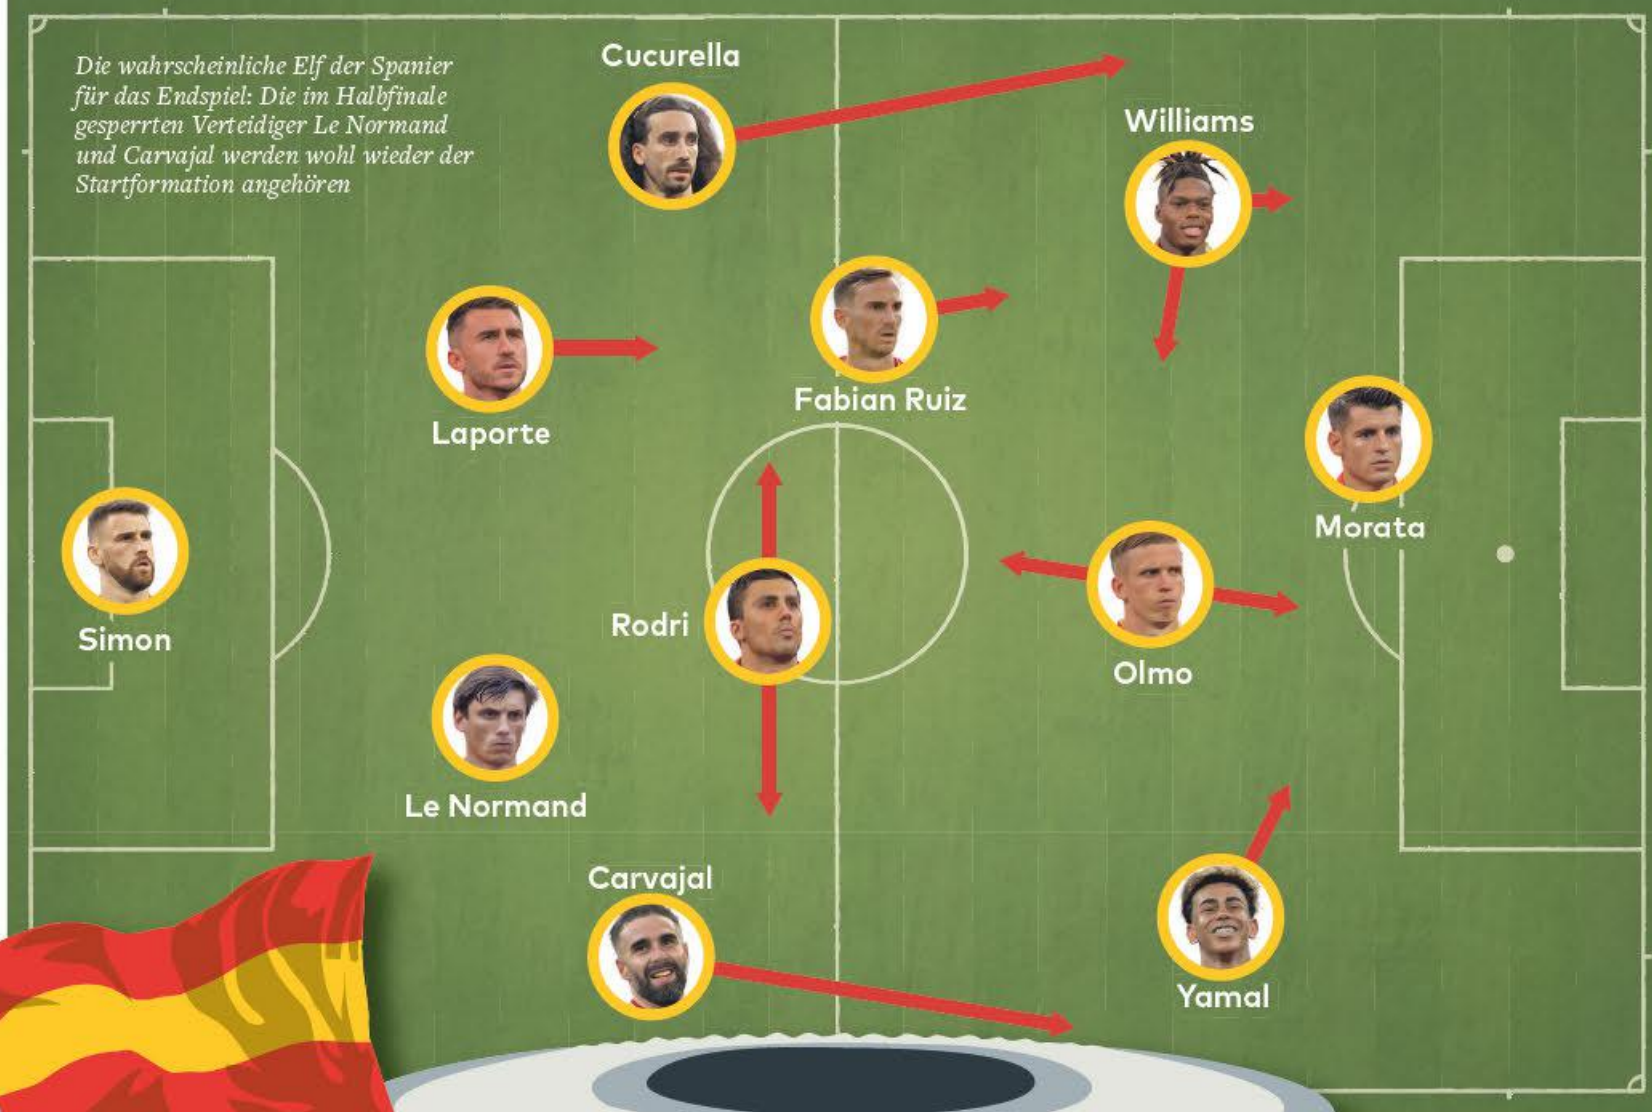 Die wahrscheinliche Elf der Spanier
für das Endspiel: Die im Halbfinale
gesperrten Verteidiger Le Normand
und Carvajal werden wohl wieder der
Startformation angehören
Cucurella
Williams
Fabian Ruiz
Laporte
Morata
Simon
Rodri
Olmo
Le Normand
Carvajal
Yamal